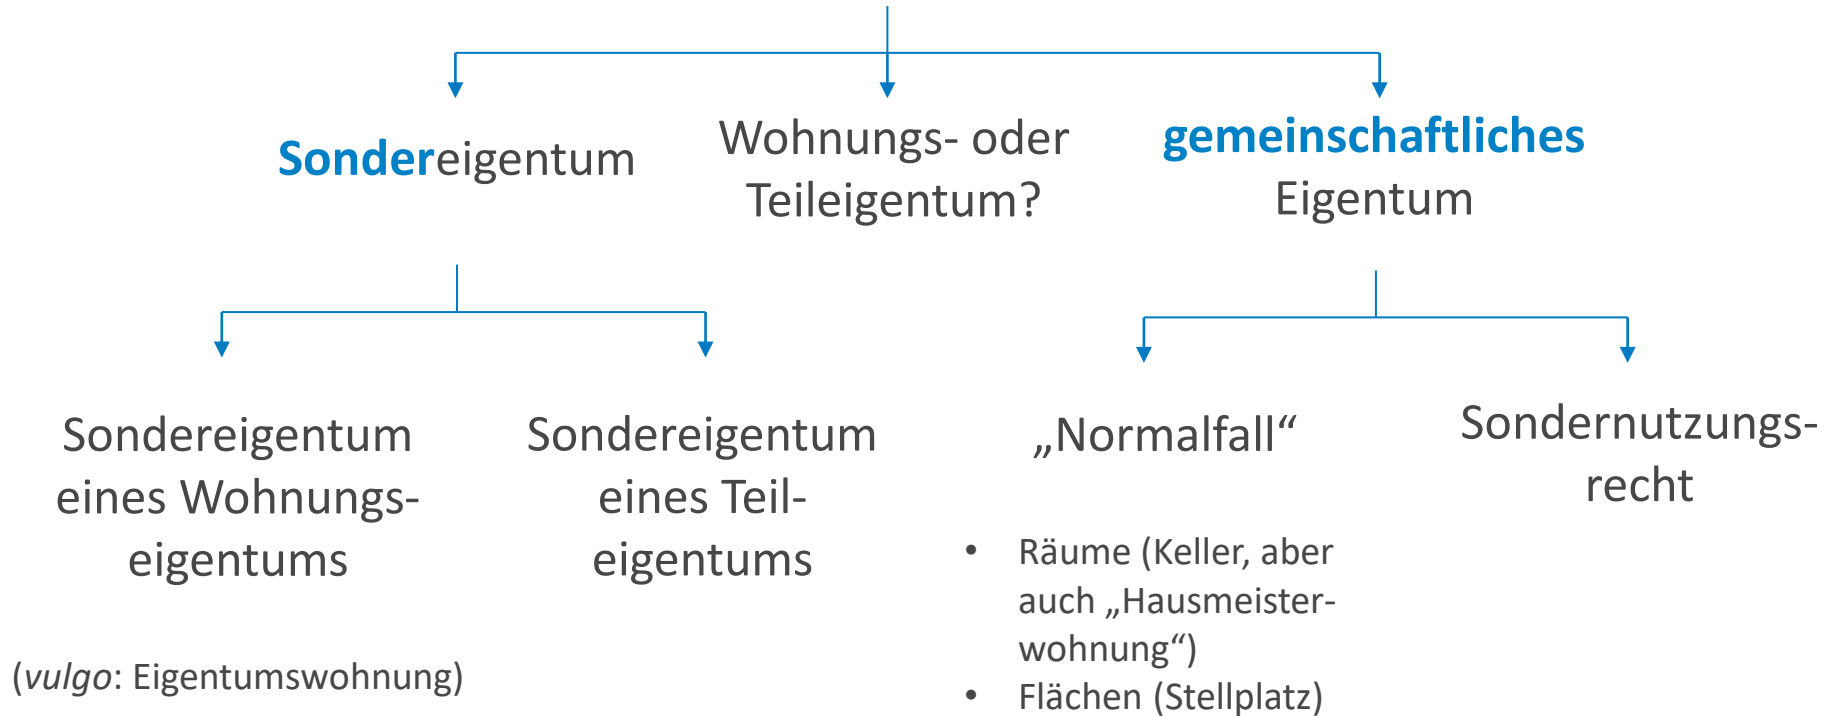 Sondereigentum
Wohnungs- oder
Teileigentum?
gemeinschaftliches
Eigentum
Sondereigentum
eines Wohnungs-
eigentums
(vulgo: Eigentumswohnung)
Sondereigentum
eines Teil-
eigentums
„Normalfall“
• Räume (Keller, aber
auch „Hausmeister-
wohnung“)
• Flächen (Stellplatz)
Sondernutzungs-
recht